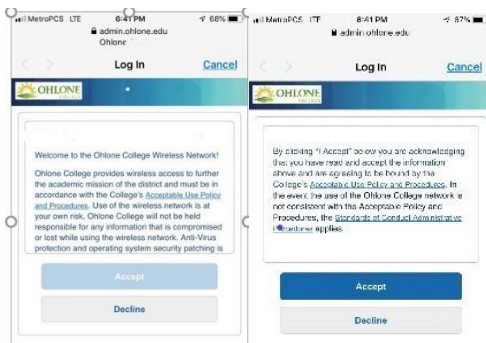 MetroPCS LTE 6:41 PM 68%
admin.ohlone.edu
Ohlone
Log In Cancel
OHLONE
COLLEGE
Welcome to the Ohlone College Wireless Network!
Ohlone College provides wireless access to further
the academic mission of the district and must be in
accordance with the College's Acceptable Use Policy
and Procedures. Use of the wireless network is at
your own risk, Ohlone College will not be held
responsible for any information that is compromised
or lost while using the wireless network. Anti-Virus
protection and operating system security patching is
Accept
Decline
MetroPCS LTE 6:41 PM 67%
admin.ohlone.edu
Log In Cancel
OHLONE
COLLEGE
By clicking "I Accept" below you are acknowledging
that you have read and accept the information
above and are agreeing to be bound by the
College's Acceptable Use Policy and Procedures. In
the event the use of the Ohlone College network is
not consistent with the Acceptable Policy and
Procedures, the Standards of Conduct Administrative
Procedures applies.
Accept
Decline